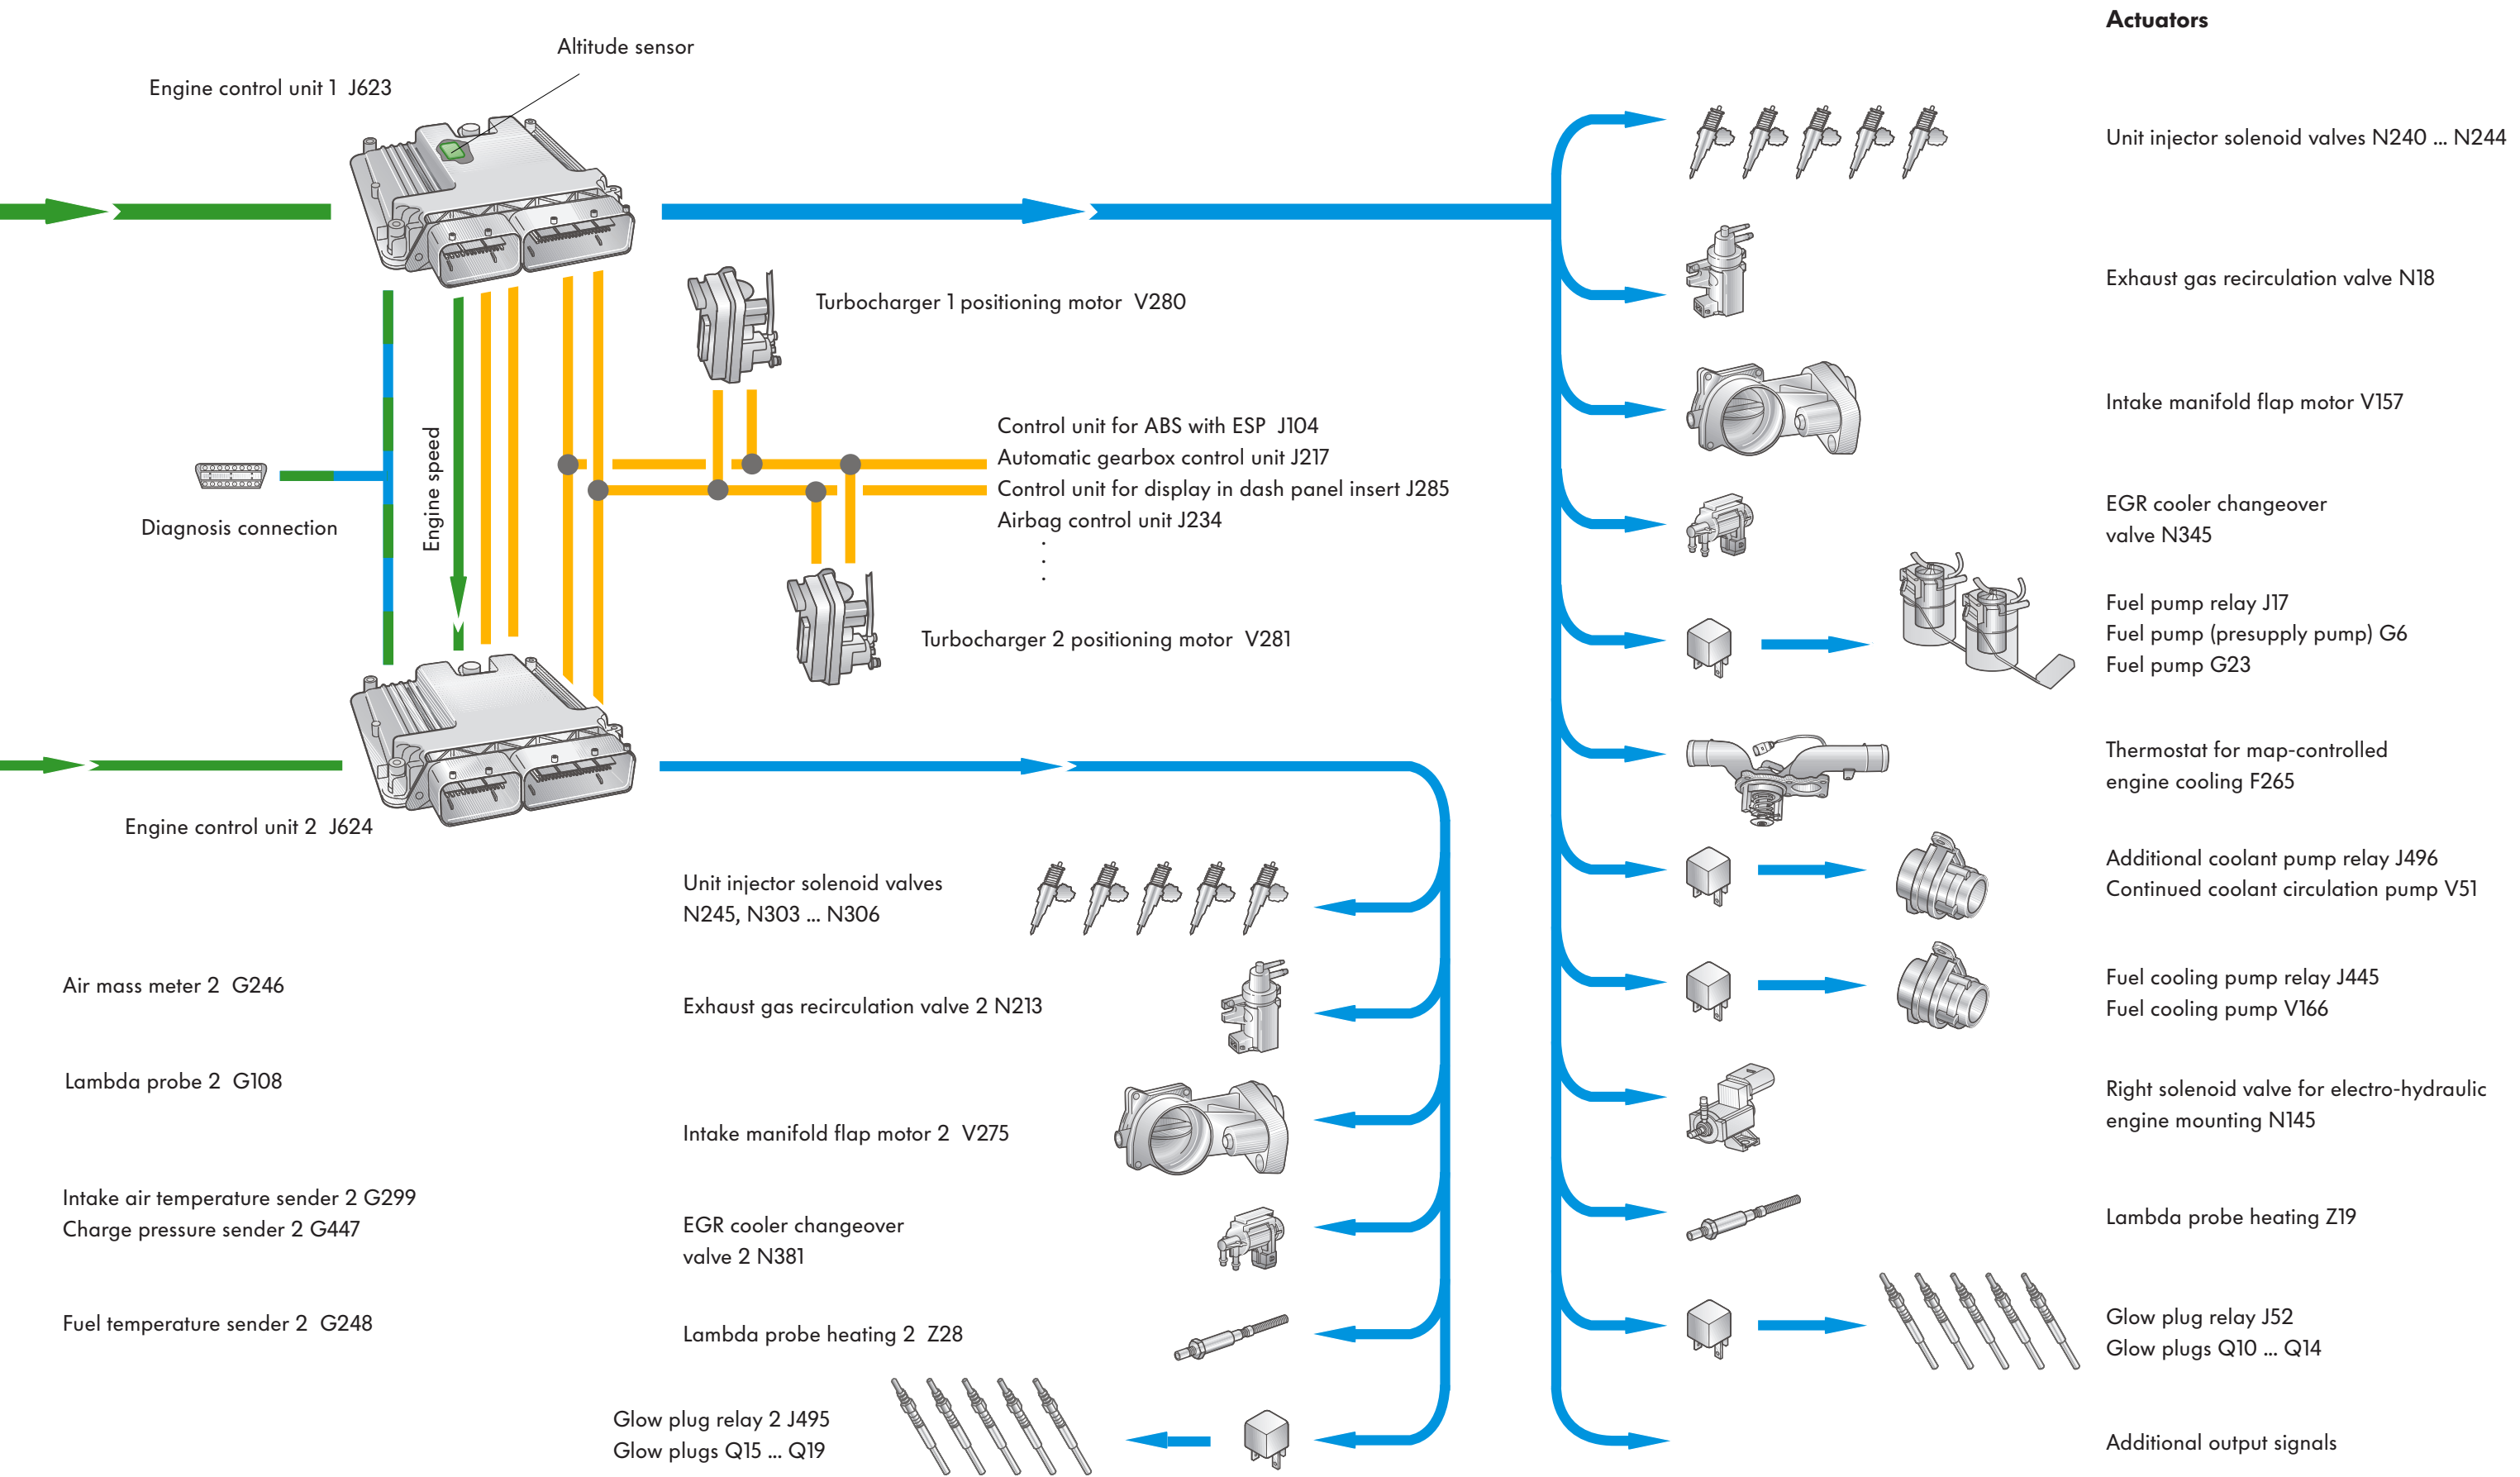 Actuators
Altitude sensor
Engine control unit 1 J623
Unit injector solenoid valves N240 ... N244
Exhaust gas recirculation valve N18
Turbocharger 1 positioning motor V280
Intake manifold flap motor V157
Control unit for ABS with ESP J104
Automatic gearbox control unit J217
Control unit for display in dash panel insert J285
Airbag control unit J234
.
.
.
Engine speed
Diagnosis connection
EGR cooler changeover
valve N345
Fuel pump relay J17
Fuel pump (presupply pump) G6
Fuel pump G23
Turbocharger 2 positioning motor V281
Thermostat for map-controlled
engine cooling F265
Engine control unit 2 J624
Additional coolant pump relay J496
Continued coolant circulation pump V51
Unit injector solenoid valves
N245, N303 ... N306
Air mass meter 2 G246
Exhaust gas recirculation valve 2 N213
Fuel cooling pump relay J445
Fuel cooling pump V166
Lambda probe 2 G108
Intake manifold flap motor 2 V275
Right solenoid valve for electro-hydraulic
engine mounting N145
Intake air temperature sender 2 G299
Charge pressure sender 2 G447
EGR cooler changeover
valve 2 N381
Lambda probe heating Z19
Fuel temperature sender 2 G248
Lambda probe heating 2 Z28
Glow plug relay J52
Glow plugs Q10 ... Q14
Glow plug relay 2 J495
Glow plugs Q15 ... Q19
Additional output signals